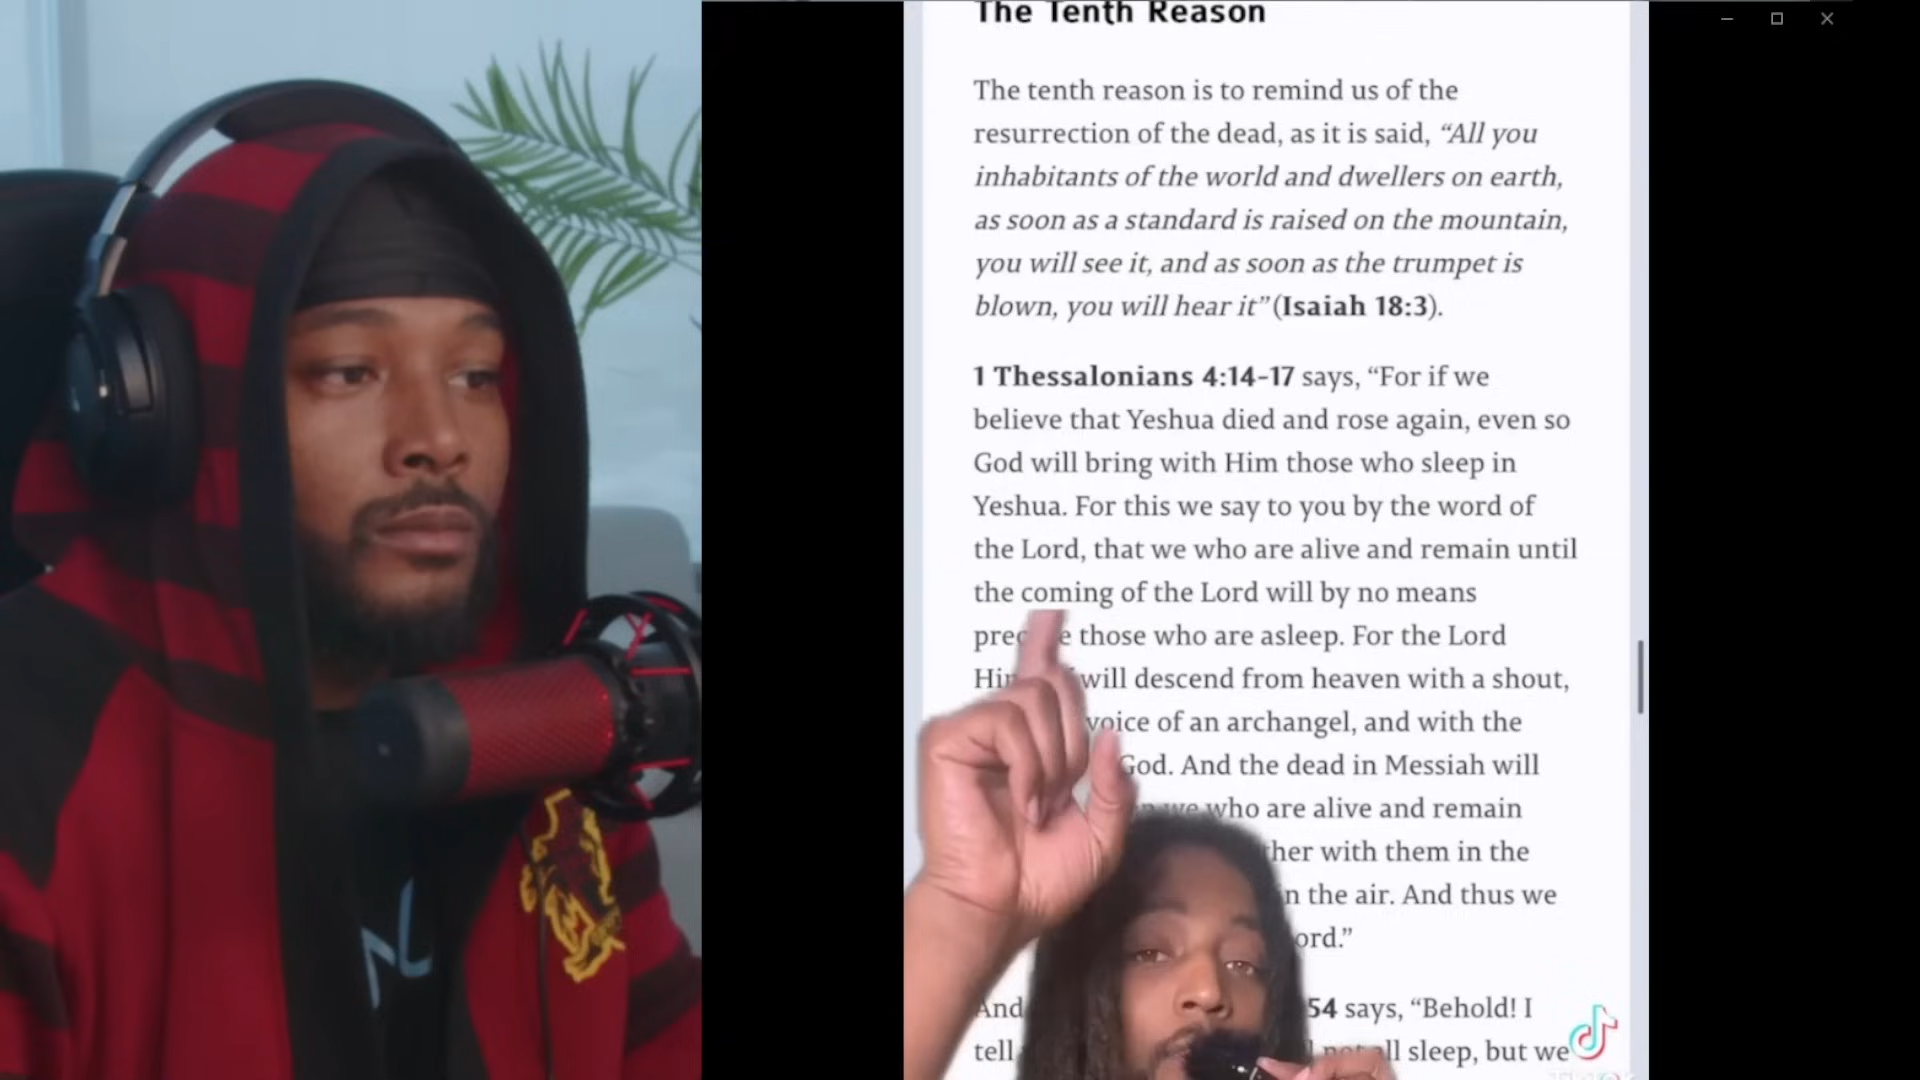 The Tenth Reason
The tenth reason is to remind us of the
resurrection of the dead, as it is said, “All you
inhabitants of the world and dwellers on earth,
as soon as a standard is raised on the mountain,
you will see it, and as soon as the trumpet is
blown, you will hear it” (Isaiah 18:3).
1 Thessalonians 4:14-17 says, “For if we
believe that Yeshua died and rose again, even so
God will bring with Him those who sleep in
Yeshua. For this we say to you by the word of
the Lord, that we who are alive and remain until
the coming of the Lord will by no means
those who are asleep. For the Lord
will descend from heaven with a shout,
voice of an archangel, and with the
God. And the dead in Messiah will
we who are alive and remain
ther with them in the
in the air. And thus we
ord.”
And 54 says, “Behold! I
tell not all sleep, but we